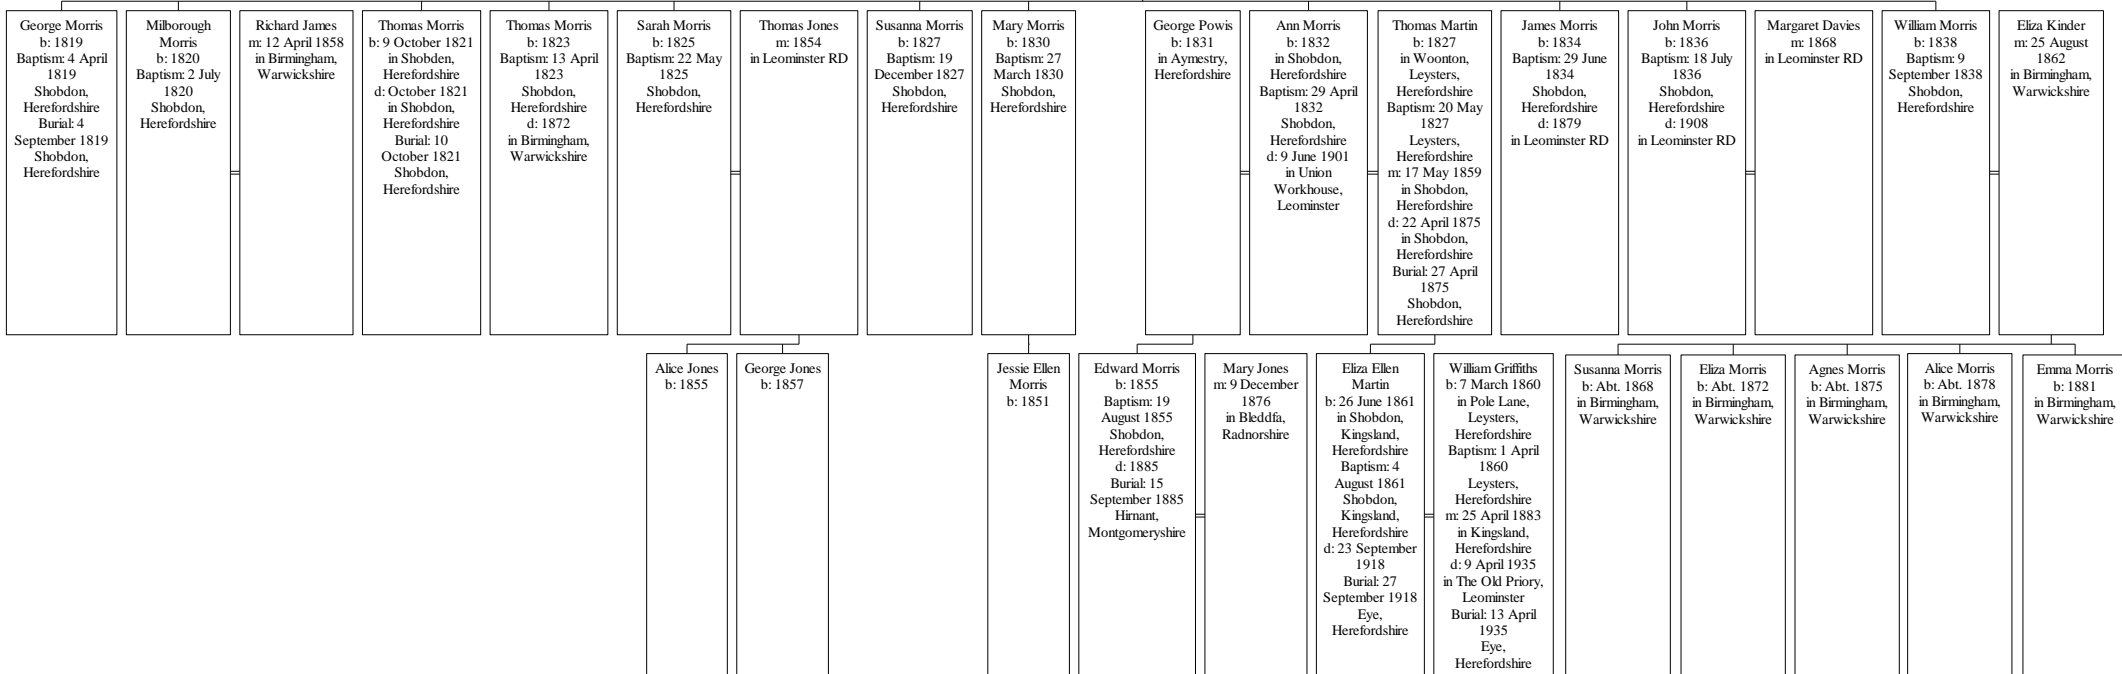 George Morris
b: 1819
Baptism: 4 April
1819
Shobdon,
Herefordshire
Burial: 4
September 1819
Shobdon,
Herefordshire
Milborough
Morris
b: 1820
Baptism: 2 July
1820
Shobdon,
Herefordshire
Richard James
m: 12 April 1858
in Birmingham,
Warwickshire
Thomas Morris
b: 9 October 1821
in Shobden,
Herefordshire
d: October 1821
in Shobdon,
Herefordshire
Burial: 10
October 1821
Shobdon,
Herefordshire
Thomas Morris
b: 1823
Baptism: 13 April
1823
Shobdon,
Herefordshire
d: 1872
in Birmingham,
Warwickshire
Sarah Morris
b: 1825
Baptism: 22 May
1825
Shobdon,
Herefordshire
Thomas Jones
m: 1854
in Leominster RD
Susanna Morris
b: 1827
Baptism: 19
December 1827
Shobdon,
Herefordshire
Mary Morris
b: 1830
Baptism: 27
March 1830
Shobdon,
Herefordshire
George Powis
b: 1831
in Aymestry,
Herefordshire
Ann Morris
b: 1832
in Shobdon,
Herefordshire
Baptism: 29 April
1832
Shobdon,
Herefordshire
d: 9 June 1901
in Union
Workhouse,
Leominster
Thomas Martin
b: 1827
in Woonton,
Leysters,
Herefordshire
Baptism: 20 May
1827
Leysters,
Herefordshire
m: 17 May 1859
in Shobdon,
Herefordshire
d: 22 April 1875
in Shobdon,
Herefordshire
Burial: 27 April
1875
Shobdon,
Herefordshire
James Morris
b: 1834
Baptism: 29 June
1834
Shobdon,
Herefordshire
d: 1879
in Leominster RD
John Morris
b: 1836
Baptism: 18 July
1836
Shobdon,
Herefordshire
d: 1908
in Leominster RD
Margaret Davies
m: 1868
in Leominster RD
William Morris
b: 1838
Baptism: 9
September 1838
Shobdon,
Herefordshire
Eliza Kinder
m: 25 August
1862
in Birmingham,
Warwickshire
Alice Jones
b: 1855
George Jones
b: 1857
Jessie Ellen
Morris
b: 1851
Edward Morris
b: 1855
Baptism: 19
August 1855
Shobdon,
Herefordshire
d: 1885
Burial: 15
September 1885
Hirnant,
Montgomeryshire
Mary Jones
m: 9 December
1876
in Bleddfa,
Radnorshire
Eliza Ellen
Martin
b: 26 June 1861
in Shobdon,
Kingsland,
Herefordshire
Baptism: 4
August 1861
Shobdon,
Kingsland,
Herefordshire
d: 23 September
1918
Burial: 27
September 1918
Eye,
Herefordshire
William Griffiths
b: 7 March 1860
in Pole Lane,
Leysters,
Herefordshire
Baptism: 1 April
1860
Leysters,
Herefordshire
m: 25 April 1883
in Kingsland,
Herefordshire
d: 9 April 1935
in The Old Priory,
Leominster
Burial: 13 April
1935
Eye,
Herefordshire
Susanna Morris
b: Abt. 1868
in Birmingham,
Warwickshire
Eliza Morris
b: Abt. 1872
in Birmingham,
Warwickshire
Agnes Morris
b: Abt. 1875
in Birmingham,
Warwickshire
Alice Morris
b: Abt. 1878
in Birmingham,
Warwickshire
Emma Morris
b: 1881
in Birmingham,
Warwickshire